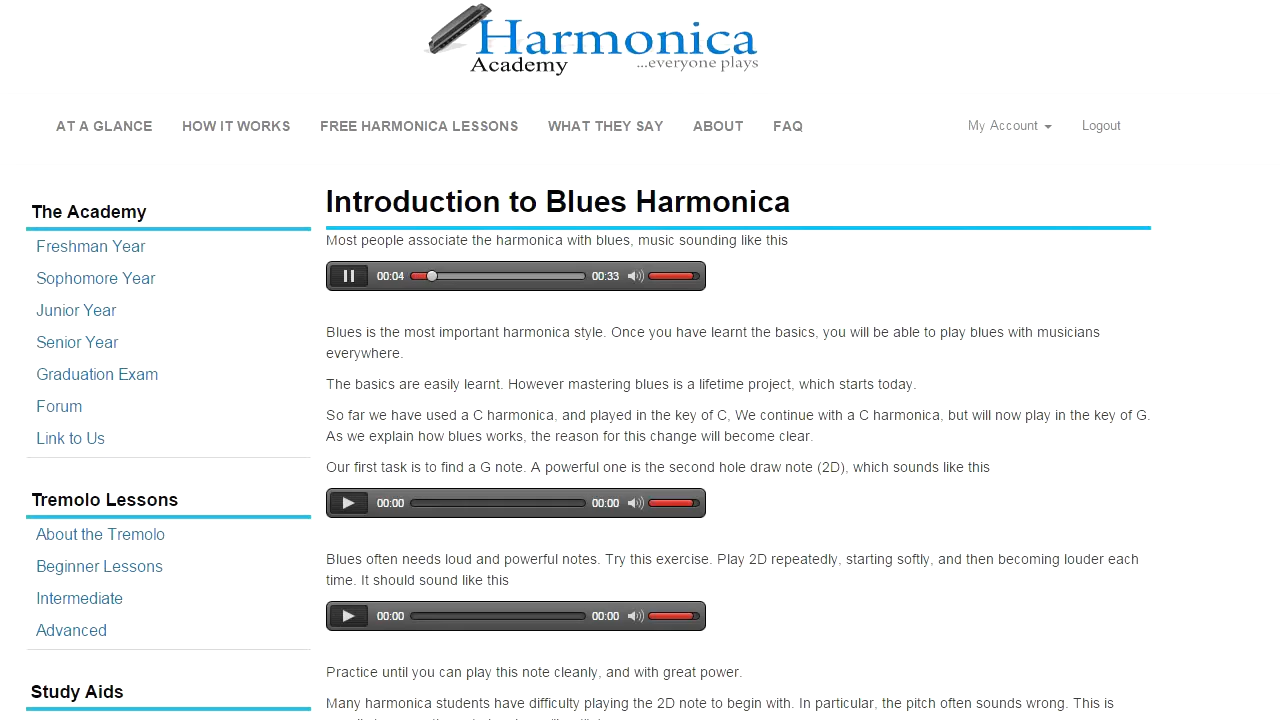 Harmonica
Academy ...everyone plays
AT A GLANCE HOW IT WORKS FREE HARMONICA LESSONS WHAT THEY SAY ABOUT FAQ My Account Logout
The Academy
Freshman Year
Sophomore Year
Junior Year
Senior Year
Graduation Exam
Forum
Link to Us
Tremolo Lessons
About the Tremolo
Beginner Lessons
Intermediate
Advanced
Study Aids
Introduction to Blues Harmonica
Most people associate the harmonica with blues, music sounding like this
00:04 00:33
Blues is the most important harmonica style. Once you have learnt the basics, you will be able to play blues with musicians
everywhere.
The basics are easily learnt. However mastering blues is a lifetime project, which starts today.
So far we have used a C harmonica, and played in the key of C, We continue with a C harmonica, but will now play in the key of G.
As we explain how blues works, the reason for this change will become clear.
Our first task is to find a G note. A powerful one is the second hole draw note (2D), which sounds like this
00:00 00:00
Blues often needs loud and powerful notes. Try this exercise. Play 2D repeatedly, starting softly, and then becoming louder each
time. It should sound like this
00:00 00:00
Practice until you can play this note cleanly, and with great power.
Many harmonica students have difficulty playing the 2D note to begin with. In particular, the pitch often sounds wrong. This is